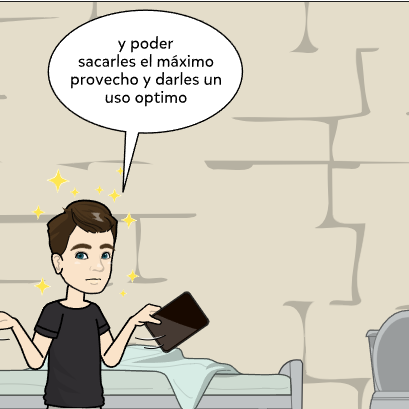 y poder
sacarles el máximo
provecho y darles un
uso optimo